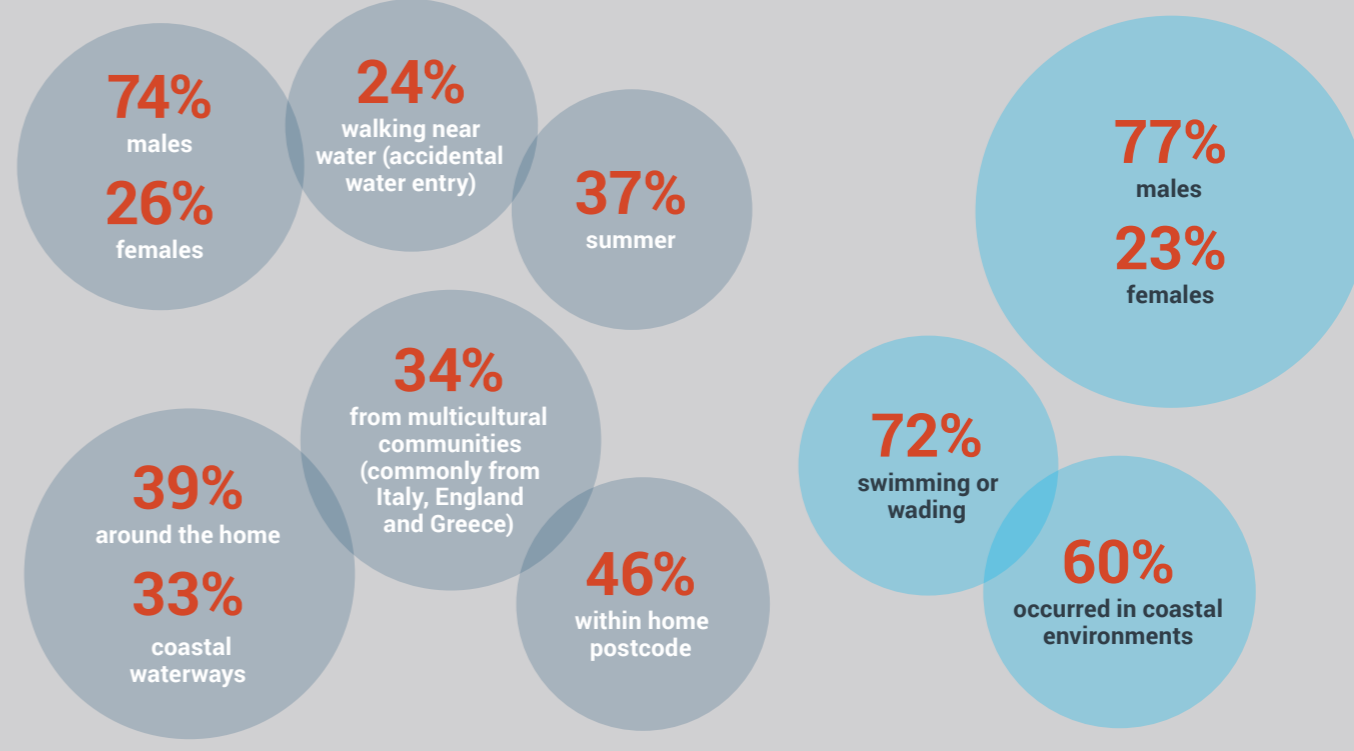 74%
males
26%
females
24%
walking near
water (accidental
water entry)
37%
summer
34%
from multicultural
communities
(commonly from
Italy, England
and Greece)
39%
around the home
33%
coastal
waterways
46%
within home
postcode
77%
males
23%
females
72%
swimming or
wading
60%
occurred in coastal
environments